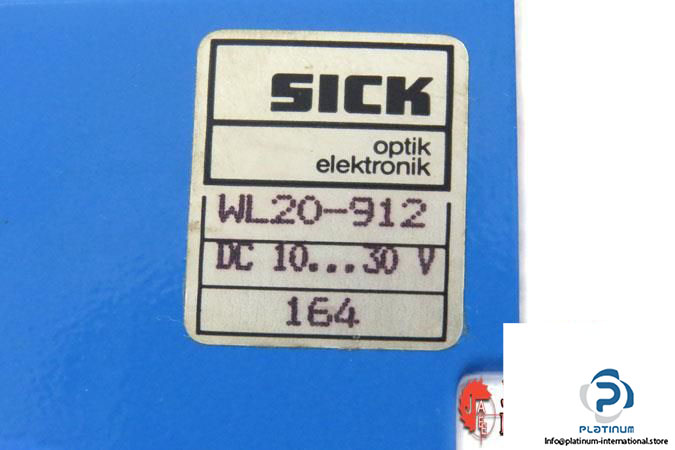 SICK
optik
elektronik
WL20-912
DC 10...30 V
164
PLATINUM
Info@platinum-international.store